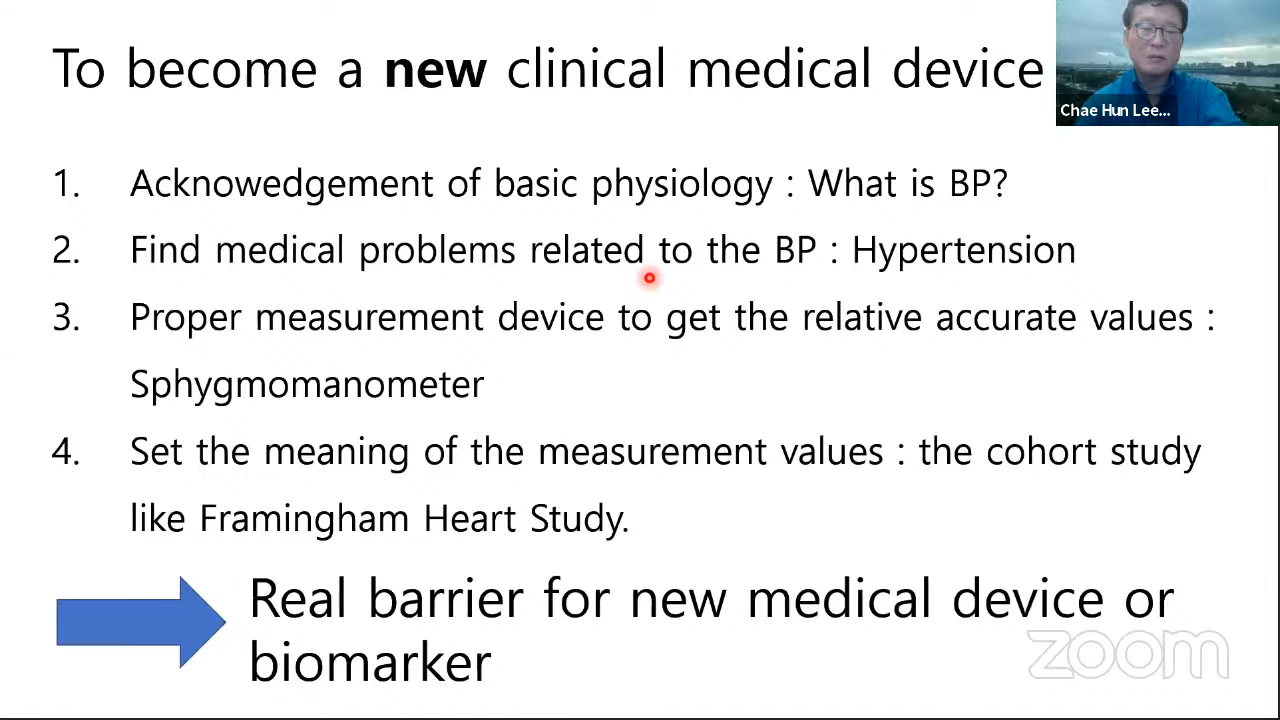 To become a new clinical medical device
Chae Hun Lee...
1. Acknowedgement of basic physiology : What is BP?
2. Find medical problems related to the BP : Hypertension
3. Proper measurement device to get the relative accurate values :
Sphygmomanometer
4. Set the meaning of the measurement values : the cohort study
like Framingham Heart Study.
Real barrier for new medical device or
biomarker
zoom